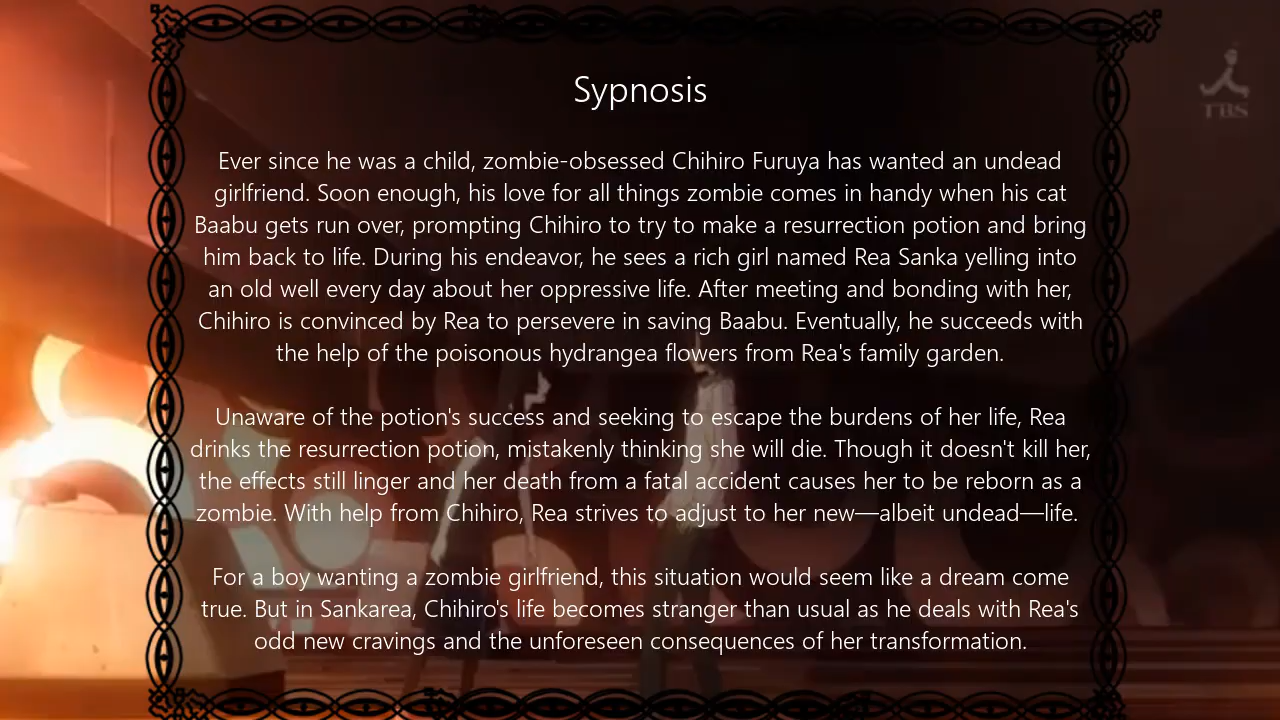 Sypnosis
TBS
Ever since he was a child, zombie-obsessed Chihiro Furuya has wanted an undead
girlfriend. Soon enough, his love for all things zombie comes in handy when his cat
Baabu gets run over, prompting Chihiro to try to make a resurrection potion and bring
him back to life. During his endeavor, he sees a rich girl named Rea Sanka yelling into
an old well every day about her oppressive life. After meeting and bonding with her,
Chihiro is convinced by Rea to persevere in saving Baabu. Eventually, he succeeds with
the help of the poisonous hydrangea flowers from Rea's family garden.
Unaware of the potion's success and seeking to escape the burdens of her life, Rea
drinks the resurrection potion, mistakenly thinking she will die. Though it doesn't kill her,
the effects still linger and her death from a fatal accident causes her to be reborn as a
zombie. With help from Chihiro, Rea strives to adjust to her new—albeit undead—life.
For a boy wanting a zombie girlfriend, this situation would seem like a dream come
true. But in Sankarea, Chihiro's life becomes stranger than usual as he deals with Rea's
odd new cravings and the unforeseen consequences of her transformation.